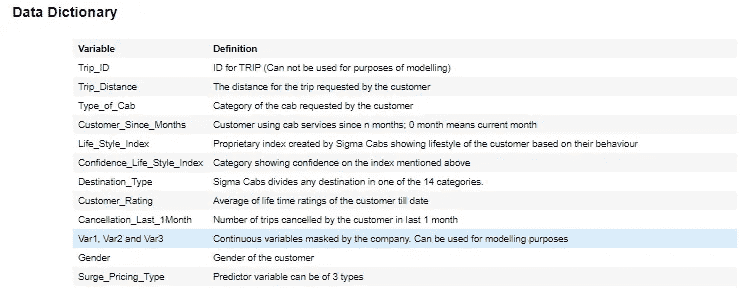 Data Dictionary
Variable Definition
Trip_ID ID for TRIP (Can not be used for purposes of modelling)
Trip_Distance The distance for the trip requested by the customer
Type_of_Cab Category of the cab requested by the customer
Customer_Since_Months Customer using cab services since n months; 0 month means current month
Life_Style_Index Proprietary index created by Sigma Cabs showing lifestyle of the customer based on their behaviour
Confidence_Life_Style_Index Category showing confidence on the index mentioned above
Destination_Type Sigma Cabs divides any destination in one of the 14 categories.
Customer_Rating Average of life time ratings of the customer till date
Cancellation_Last_1Month Number of trips cancelled by the customer in last 1 month
Var1, Var2 and Var3 Continuous variables masked by the company. Can be used for modelling purposes
Gender Gender of the customer
Surge_Pricing_Type Predictor variable can be of 3 types